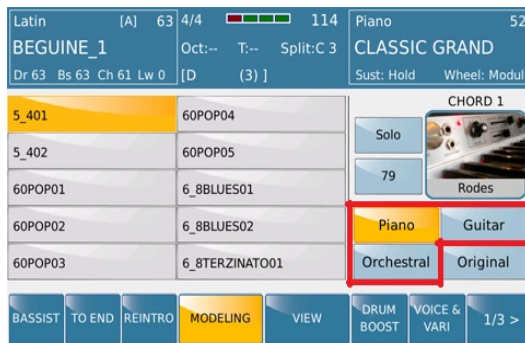 Latin [A] 63
BEGUINE_1
Dr 63 Bs 63 Ch 61 Lw 0
4/4 114
Oct:-- T:-- Split:C 3
[D (3) ]
Piano 52
CLASSIC GRAND
Sust: Hold Wheel: Modul
5_401
5_402
60POP01
60POP02
60POP03
60POP04
60POP05
6_8BLUES01
6_8BLUES02
6_8TERZINATO01
CHORD 1
Solo
79
Rodes
Piano
Guitar
Orchestral
Original
BASSIST
TO END
REINTRO
MODELING
VIEW
DRUM
BOOST
VOICE &
VARI
1/3 >